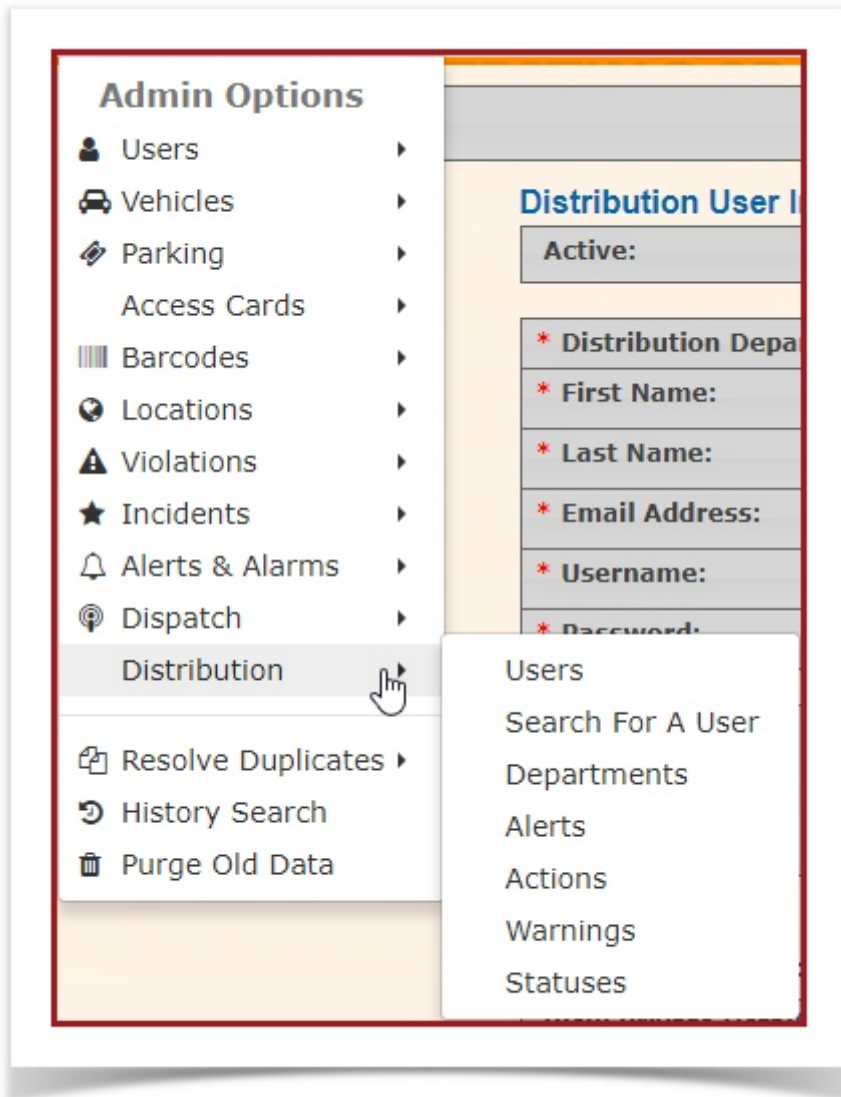 Admin Options
Users
Vehicles
Parking
Access Cards
Barcodes
Locations
Violations
Incidents
Alerts & Alarms
Dispatch
Distribution
Resolve Duplicates
History Search
Purge Old Data
Distribution User
Active:
* Distribution
* First Name:
* Last Name:
* Email Address:
* Username:
* Password:
Users
Search For A User
Departments
Alerts
Actions
Warnings
Statuses